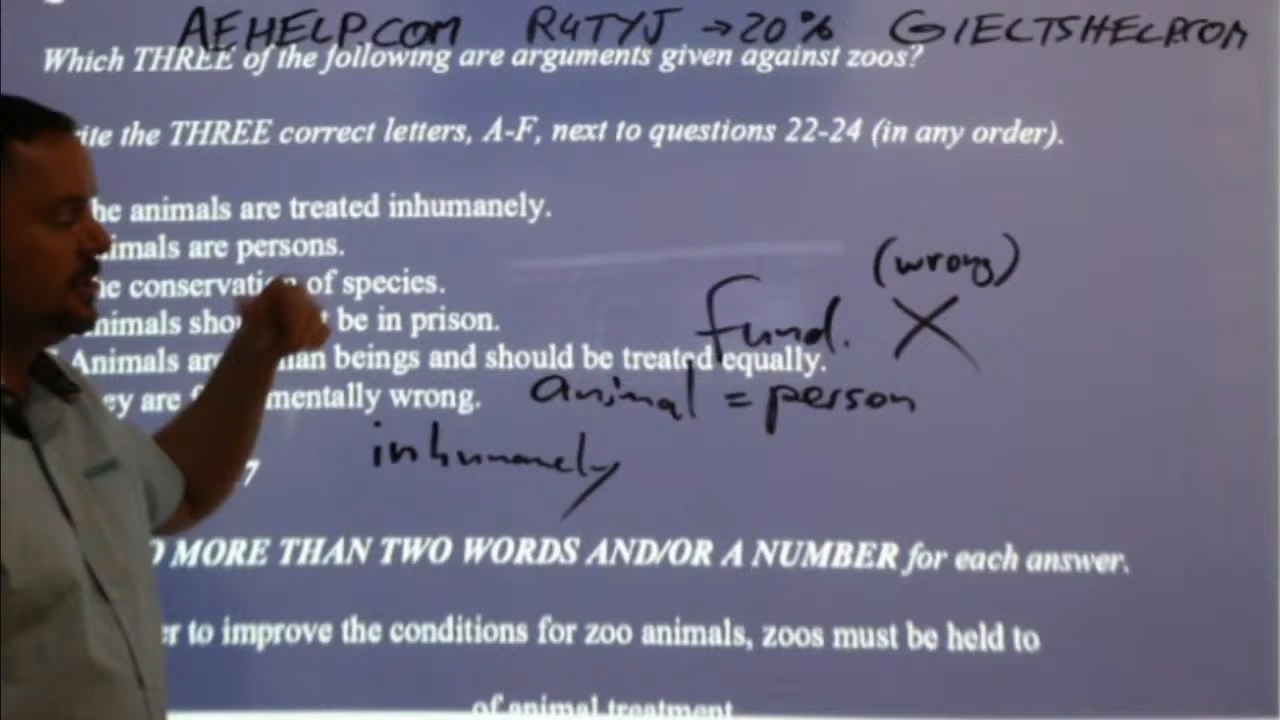 AEHELP.COM R4TYJ → 20% GIELTSHELP.COM
Which THREE of the following are arguments given against zoos?
ite the THREE correct letters, A-F, next to questions 22-24 (in any order).
he animals are treated inhumanely.
imals are persons.
he conservation of species.
nimals be in prison.
Animals beings and should be treated equally.
ey are mentally wrong.
(wrong)
fund. X
animal = person
inhumanely
7
MORE THAN TWO WORDS AND/OR A NUMBER for each answer.
er to improve the conditions for zoo animals, zoos must be held to
of animal treatment